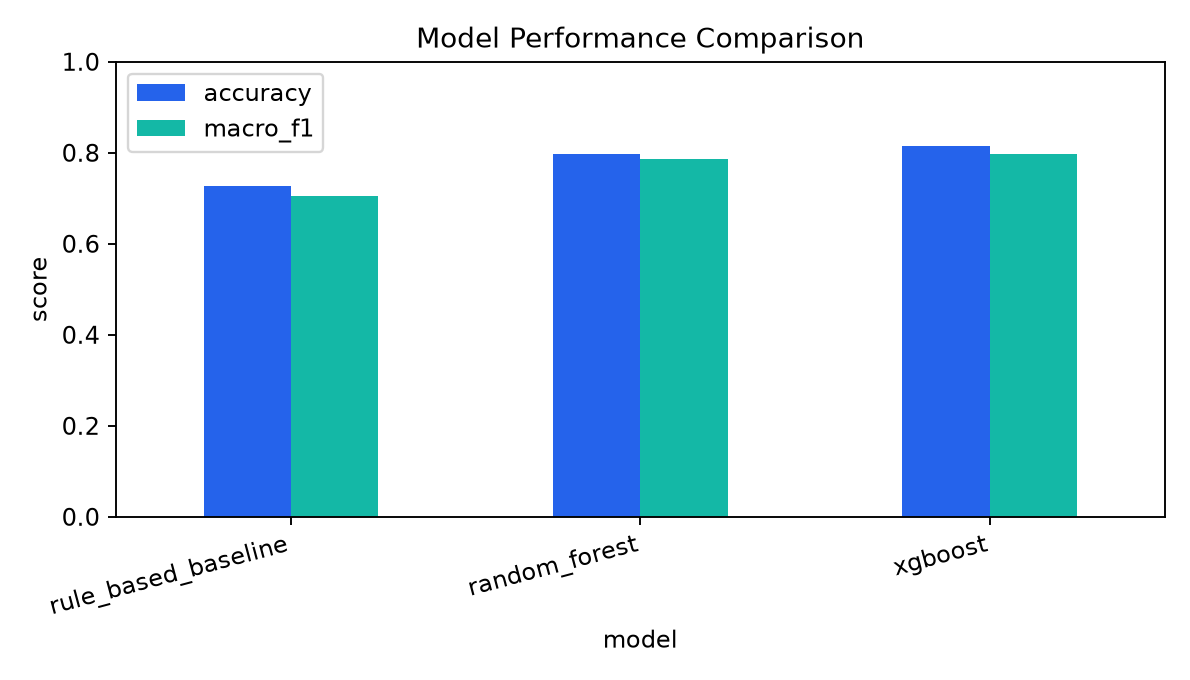 Model Performance Comparison
accuracy
macro_f1
score
1.0
0.8
0.6
0.4
0.2
0.0
rule_based_baseline
random_forest
xgboost
model